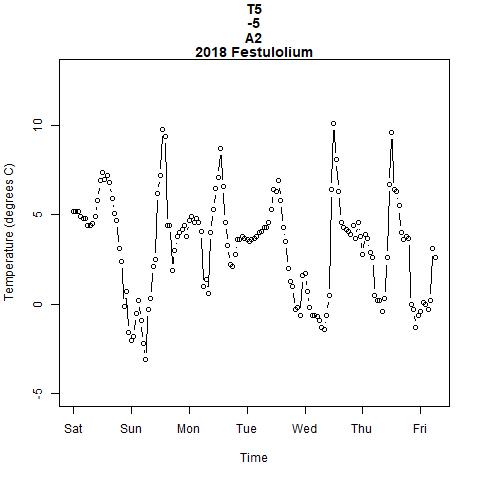 T5
-5
A2
2018 Festulolium
Temperature (degrees C)
10
5
0
-5
Sat Sun Mon Tue Wed Thu Fri
Time